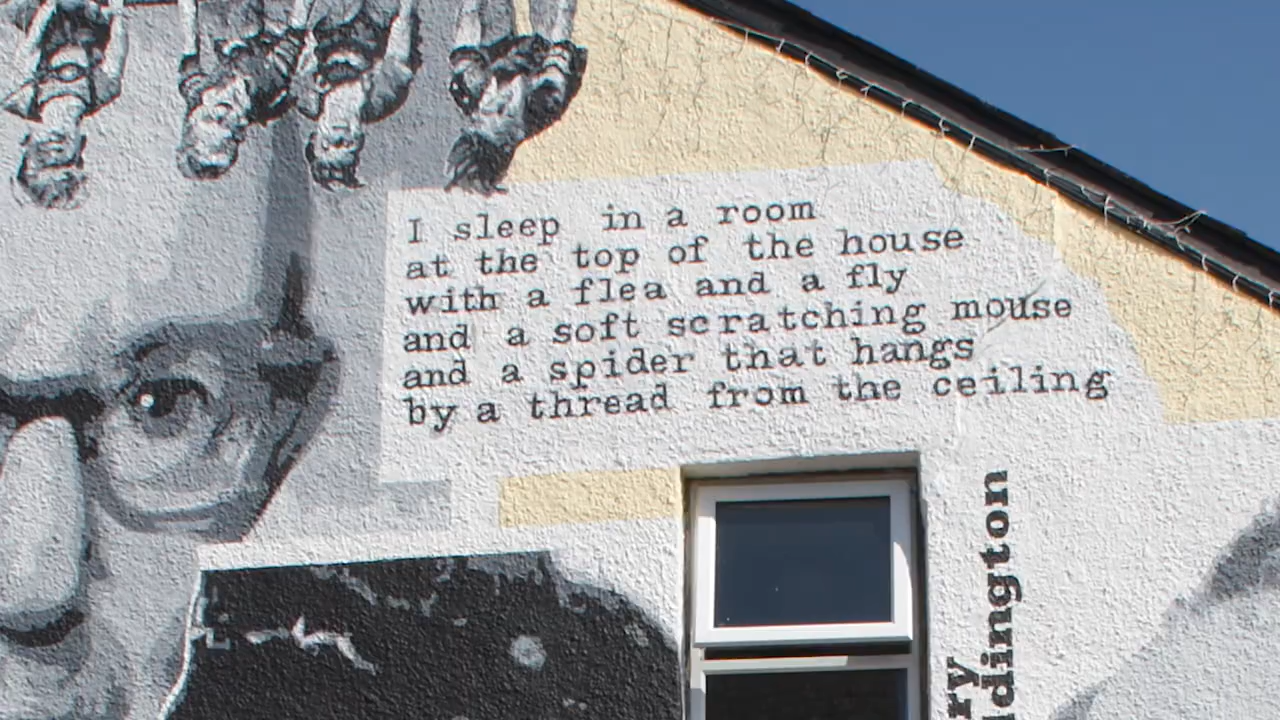 I sleep in a room
at the top of the house
with a flea and a fly
and a soft scratching mouse
and a spider that hangs
by a thread from the ceiling